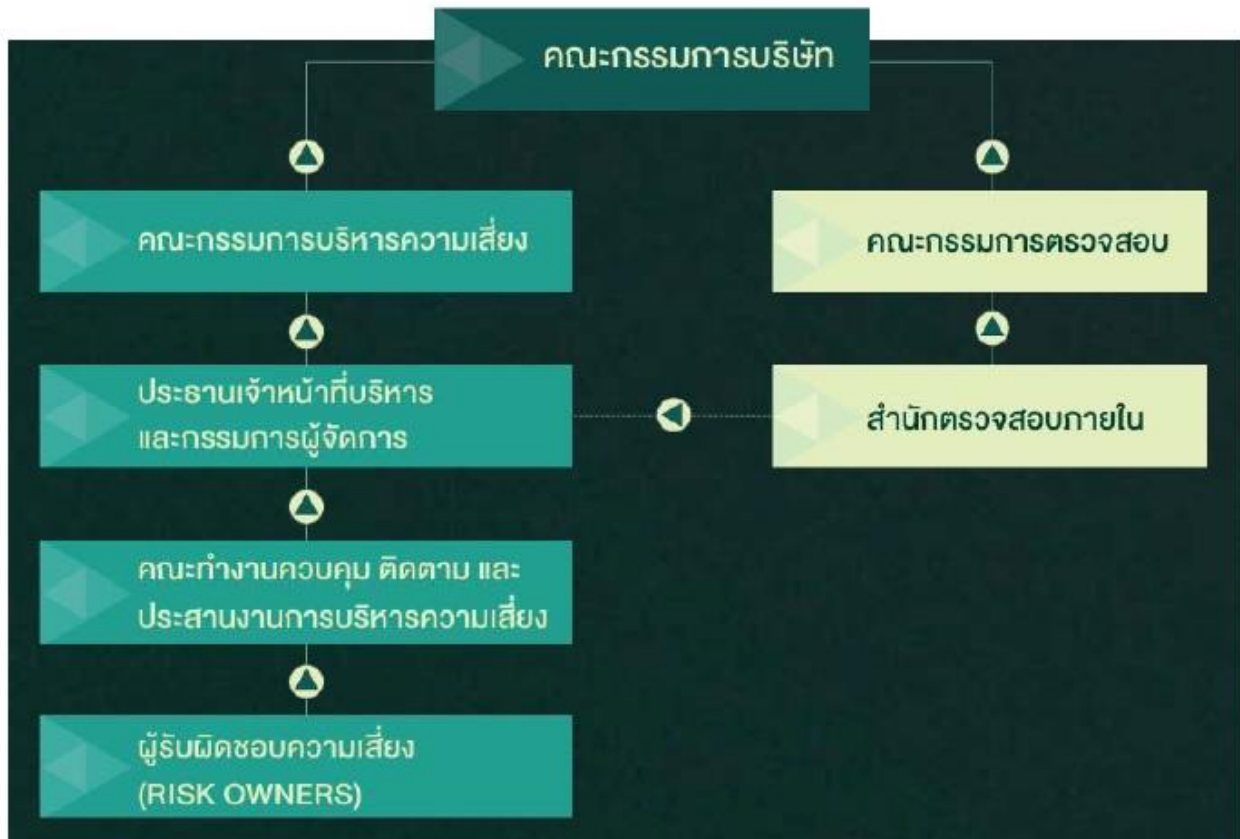 คณะกรรมการบริษัท
คณะกรรมการบริหารความเสี่ยง
คณะกรรมการตรวจสอบ
ประธานเจ้าหน้าที่บริหาร
และกรรมการผู้จัดการ
สำนักตรวจสอบภายใน
คณะทำงานควบคุม ติดตาม และ
ประสานงานการบริหารความเสี่ยง
ผู้รับผิดชอบความเสี่ยง
(RISK OWNERS)